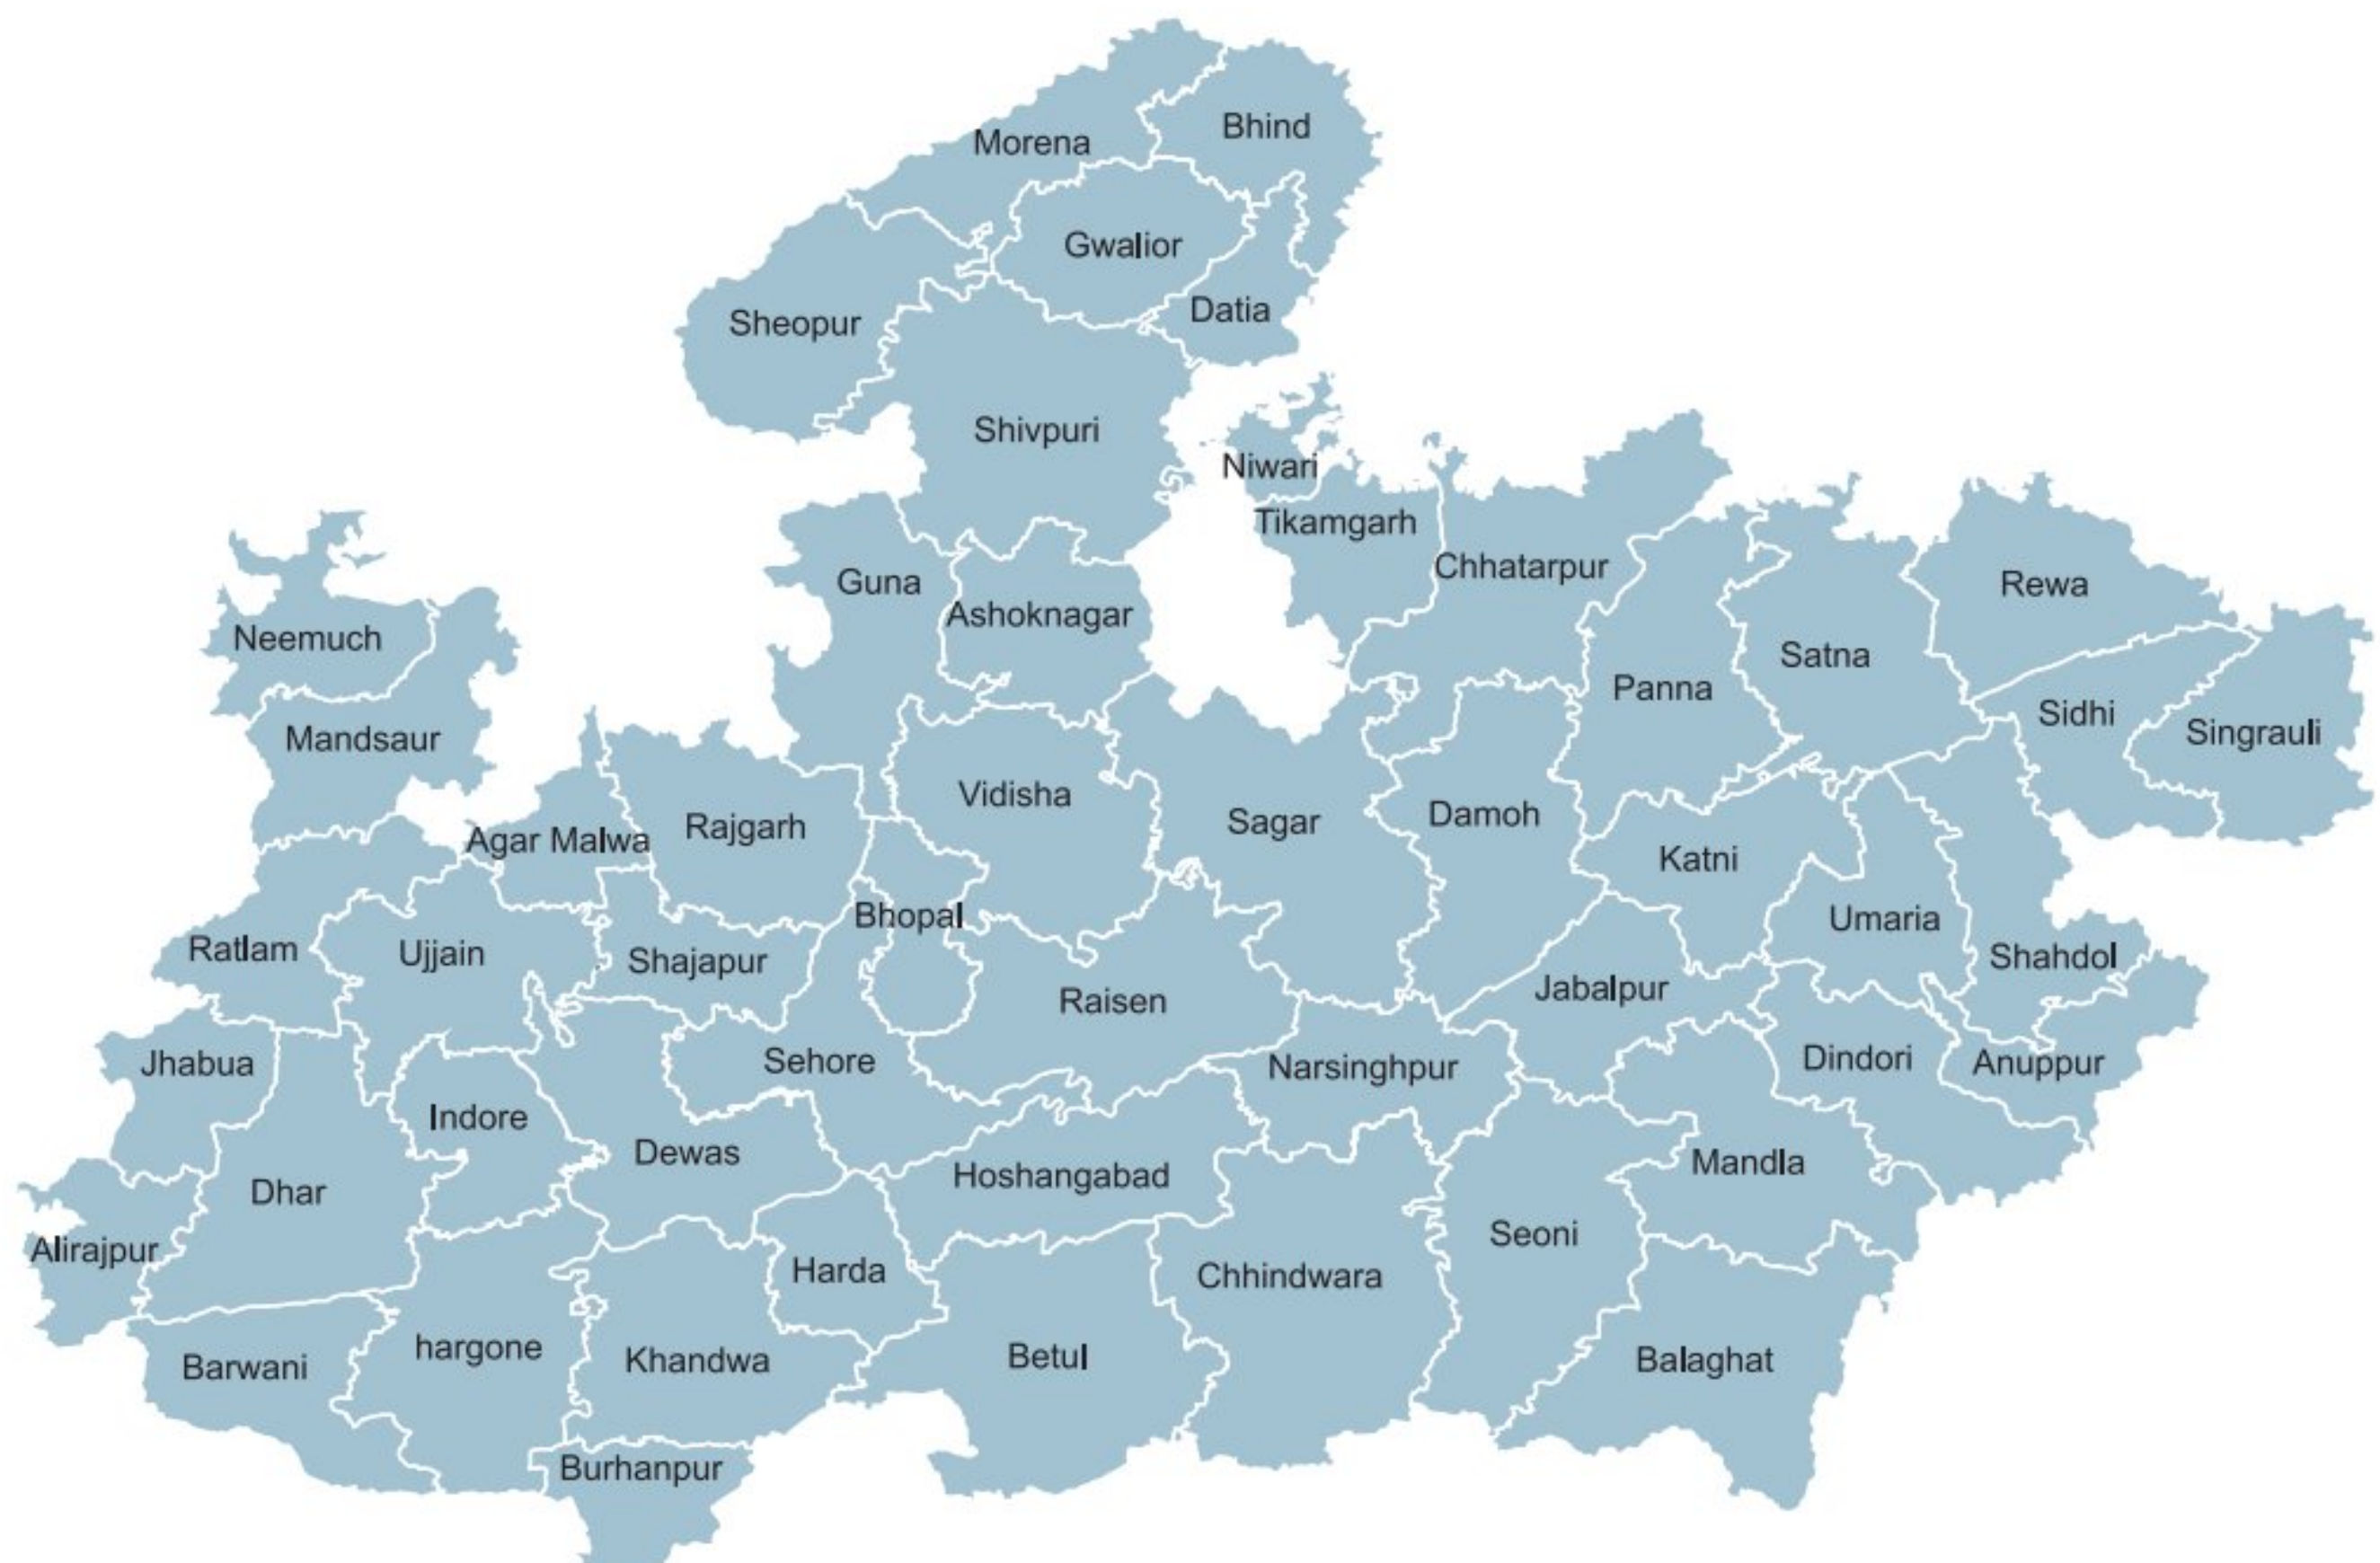 Bhind
Morena
Gwalior
Datia
Sheopur
Shivpuri
Niwari
Tikamgarh
Chhatarpur
Guna
Rewa
Ashoknagar
Neemuch
Satna
Panna
Sidhi
Singrauli
Mandsaur
Vidisha
Damoh
Sagar
Rajgarh
Agar Malwa
Katni
Bhopal
Umaria
Ratlam
Ujjain
Shajapur
Shahdol
Jabalpur
Raisen
Jhabua
Sehore
Narsinghpur
Dindori
Anuppur
Indore
Dewas
Mandla
Hoshangabad
Dhar
Seoni
Alirajpur
Harda
Chhindwara
hargone
Betul
Khandwa
Balaghat
Barwani
Burhanpur